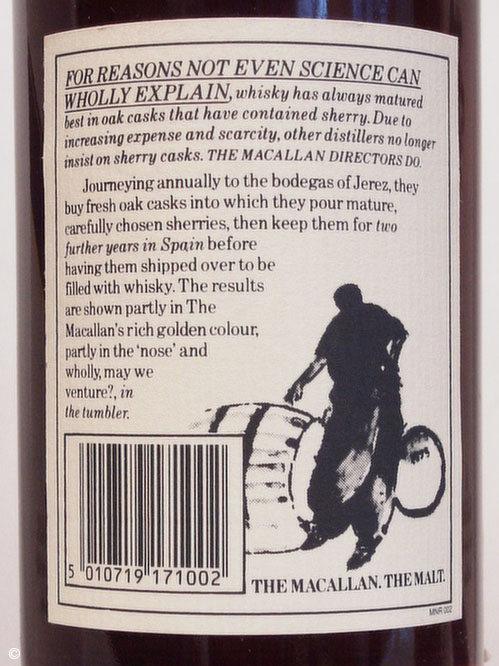 FOR REASONS NOT EVEN SCIENCE CAN
WHOLLY EXPLAIN, whisky has always matured
best in oak casks that have contained sherry. Due to
increasing expense and scarcity, other distillers no longer
insist on sherry casks. THE MACALLAN DIRECTORS DO.
Journeying annually to the bodegas of Jerez, they
buy fresh oak casks into which they pour mature,
carefully chosen sherries, then keep them for two
further years in Spain before
having them shipped over to be
filled with whisky. The results
are shown partly in The
Macallan's rich golden colour,
partly in the 'nose' and
wholly, may we
venture?, in
the tumbler.
5 010719 171002
THE MACALLAN. THE MALT.
MNR 002
©